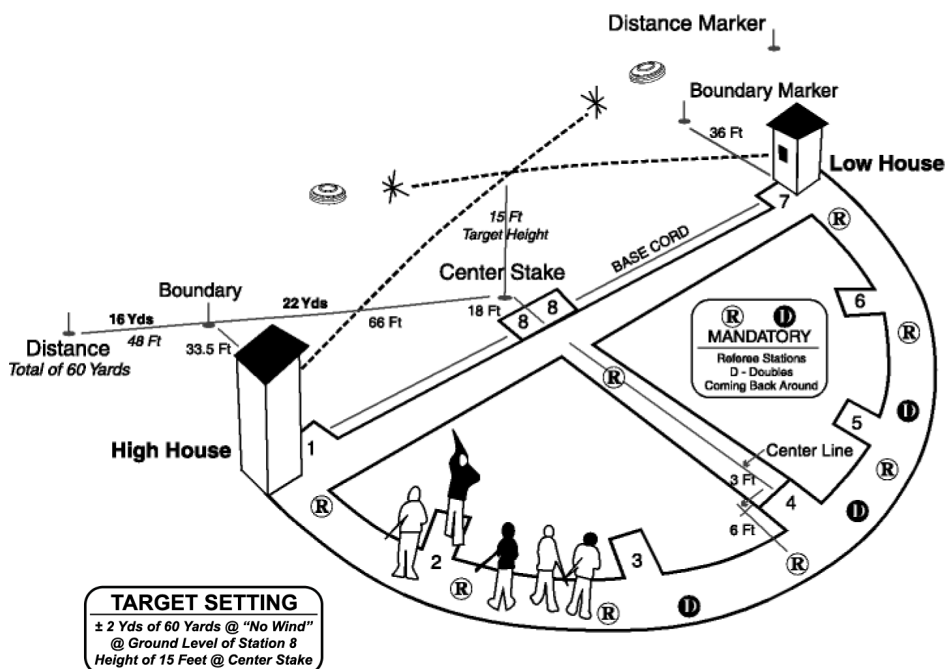 Distance Marker
Boundary Marker
36 Ft
Low House
7
R
15 Ft
Target Height
BASE CORD
Center Stake
Boundary
22 Yds
16 Yds
66 Ft
18 Ft
8 8
6
48 Ft
33.5 Ft
Distance
Total of 60 Yards
R D
MANDATORY
Referee Stations
D - Doubles
Coming Back Around
R
R
D
5
High House
1
Center Line
R
3 Ft
4
R
6 Ft
D
2
3
R
R
R
D
TARGET SETTING
± 2 Yds of 60 Yards @ “No Wind”
@ Ground Level of Station 8
Height of 15 Feet @ Center Stake